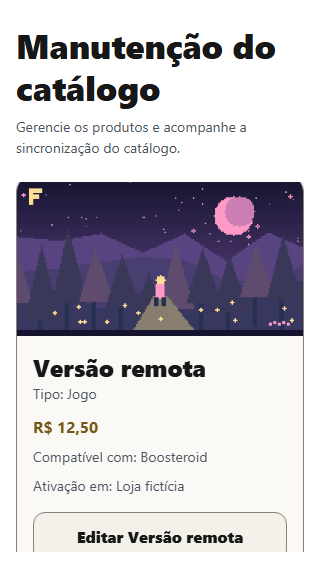 Manutenção do
catálogo
Gerencie os produtos e acompanhe a
sincronização do catálogo.
F
Versão remota
Tipo: Jogo
R$ 12,50
Compatível com: Boosteroid
Ativação em: Loja fictícia
Editar Versão remota